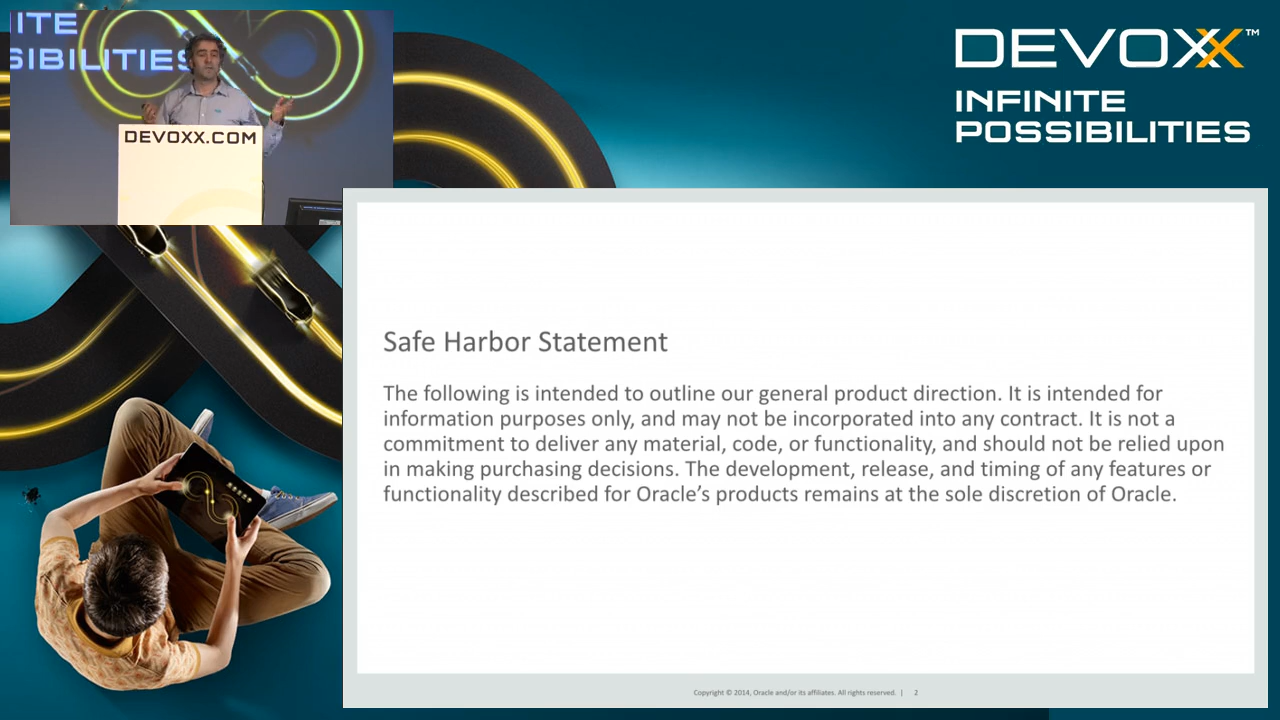 ITE
SIBILITIES
DEVOXX.COM
DEVOXX™
INFINITE
POSSIBILITIES
Safe Harbor Statement
The following is intended to outline our general product direction. It is intended for
information purposes only, and may not be incorporated into any contract. It is not a
commitment to deliver any material, code, or functionality, and should not be relied upon
in making purchasing decisions. The development, release, and timing of any features or
functionality described for Oracle’s products remains at the sole discretion of Oracle.
Copyright © 2014, Oracle and/or its affiliates. All rights reserved. | 2